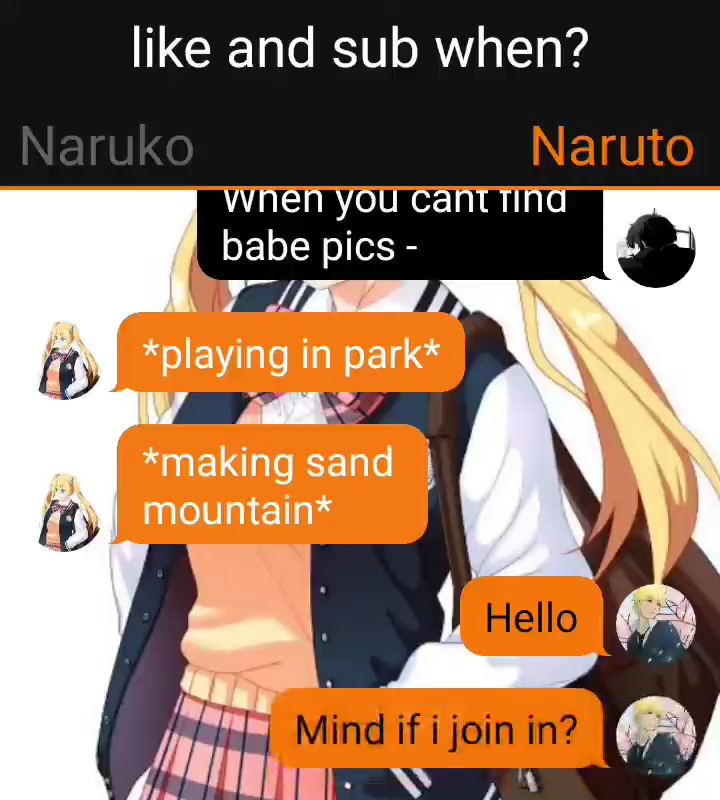 like and sub when?
Naruko
Naruto
When you cant find
babe pics -
*playing in park*
*making sand
mountain*
Hello
Mind if i join in?